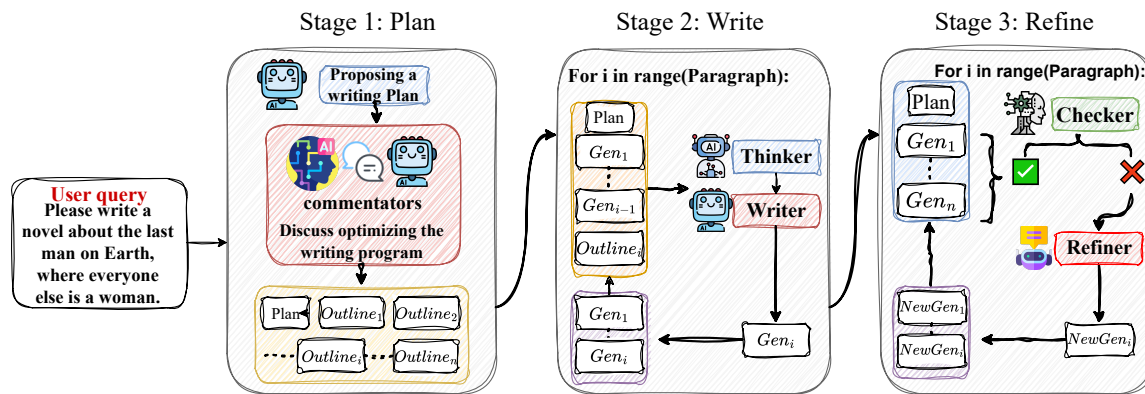 Stage 1: Plan
Stage 2: Write
Stage 3: Refine
User query
Please write a
novel about the last
man on Earth,
where everyone
else is a woman.
AI
Proposing a
writing Plan
AI
AI
commentators
Discuss optimizing the
writing program
Plan
Outline₁
Outline₂
Outlineᵢ
Outlineₙ
For i in range(Paragraph):
Plan
Gen₁
Genᵢ₋₁
Outlineᵢ
AI
Thinker
AI
Writer
Gen₁
Genᵢ
Genᵢ
For i in range(Paragraph):
Plan
Gen₁
Genₙ
Checker
Refiner
NewGen₁
NewGenᵢ
NewGenᵢ